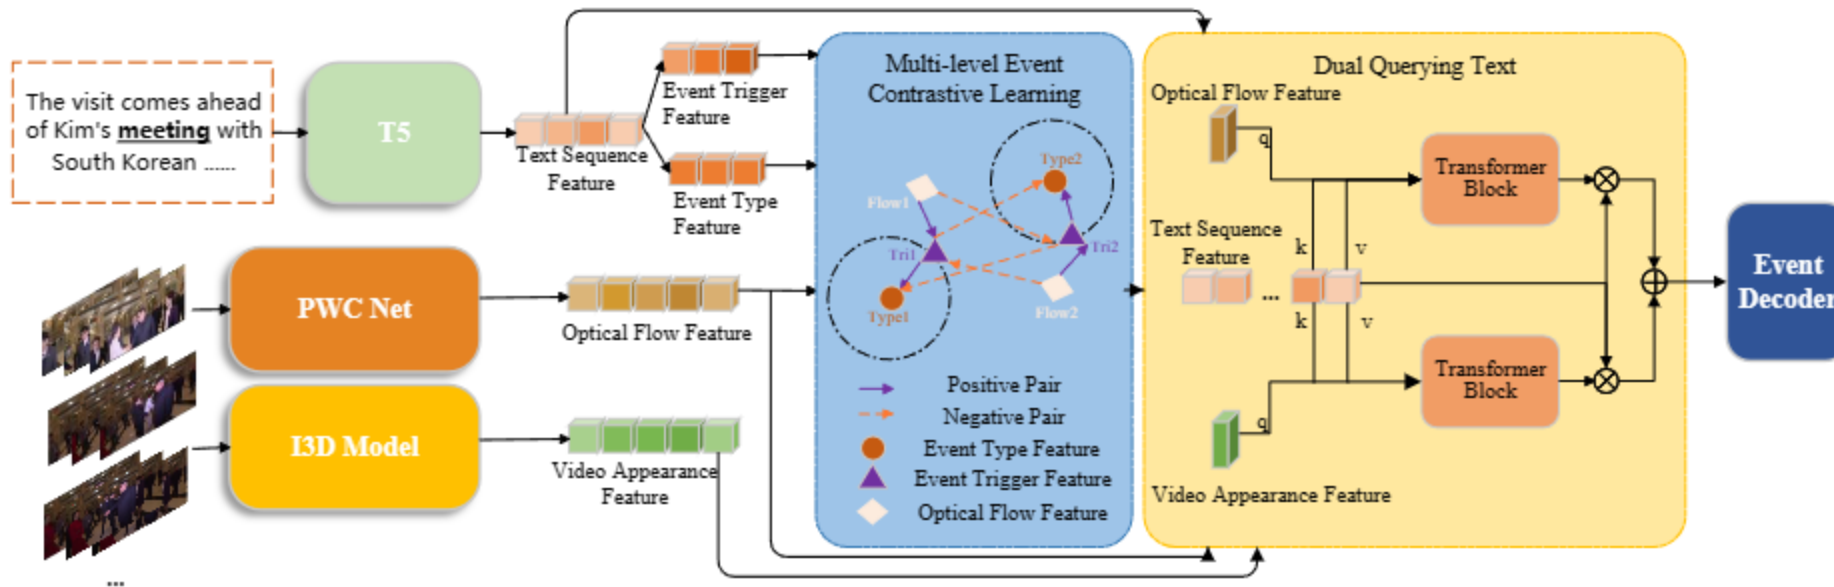 The visit comes ahead
of Kim's meeting with
South Korean ......
T5
Text Sequence
Feature
Event Trigger
Feature
Event Type
Feature
PWC Net
Optical Flow Feature
I3D Model
Video Appearance
Feature
...
Multi-level Event
Contrastive Learning
Type2
Flow1
Tri1
Tri2
Type1
Flow2
Positive Pair
Negative Pair
Event Type Feature
Event Trigger Feature
Optical Flow Feature
Dual Querying Text
Optical Flow Feature
q
Transformer
Block
Text Sequence
Feature
k
v
...
k
v
Transformer
Block
q
Video Appearance Feature
Event
Decoder